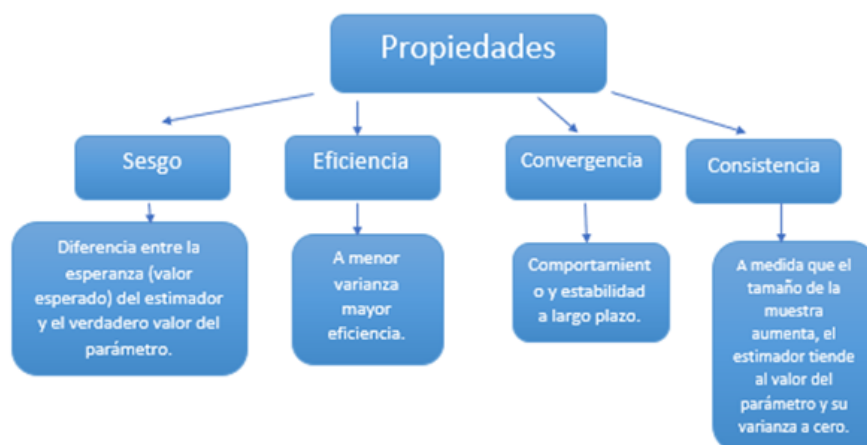 Propiedades
Sesgo
Eficiencia
Convergencia
Consistencia
Diferencia entre la
esperanza (valor
esperado) del estimador
y el verdadero valor del
parámetro.
A menor
varianza
mayor
eficiencia.
Comportamient
o y estabilidad
a largo plazo.
A medida que el
tamaño de la
muestra
aumenta, el
estimador tiende
al valor del
parámetro y su
varianza a cero.